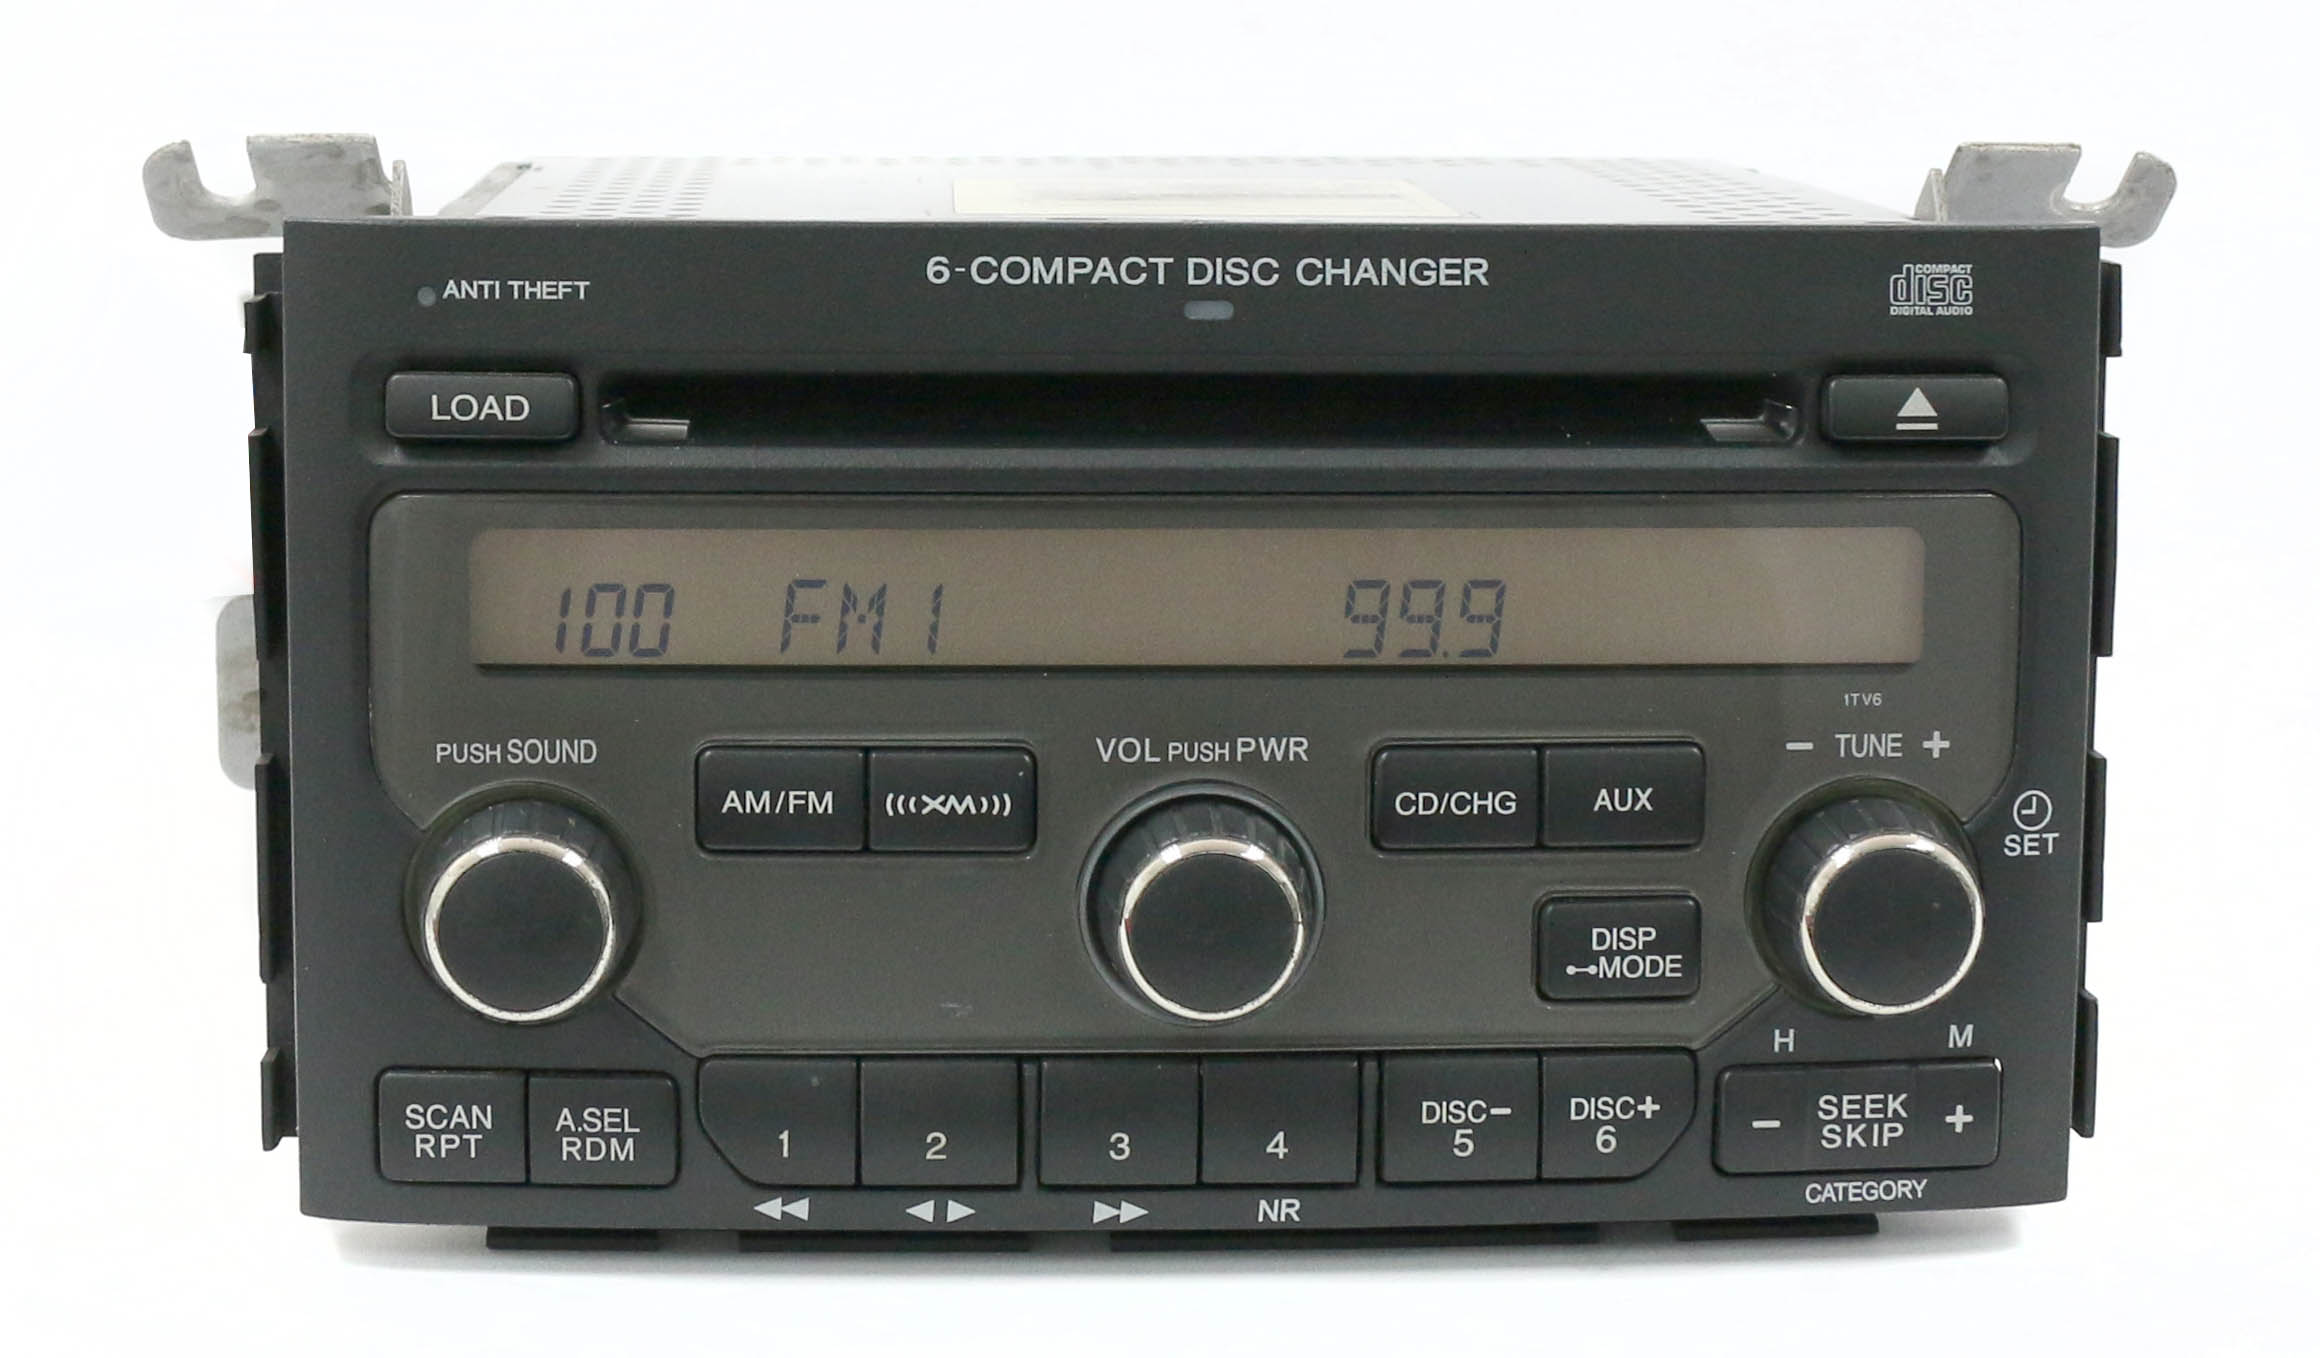 6-COMPACT DISC CHANGER
ANTI THEFT
COMPACT
disc
DIGITAL AUDIO
LOAD
100 FM1 99.9
1TV6
PUSH SOUND
VOL PUSH PWR
− TUNE +
AM/FM
(((XM)))
CD/CHG
AUX
SET
DISP
MODE
H M
SCAN
RPT
A.SEL
RDM
1
2
3
4
DISC−
5
DISC+
6
− SEEK +
SKIP
NR
CATEGORY